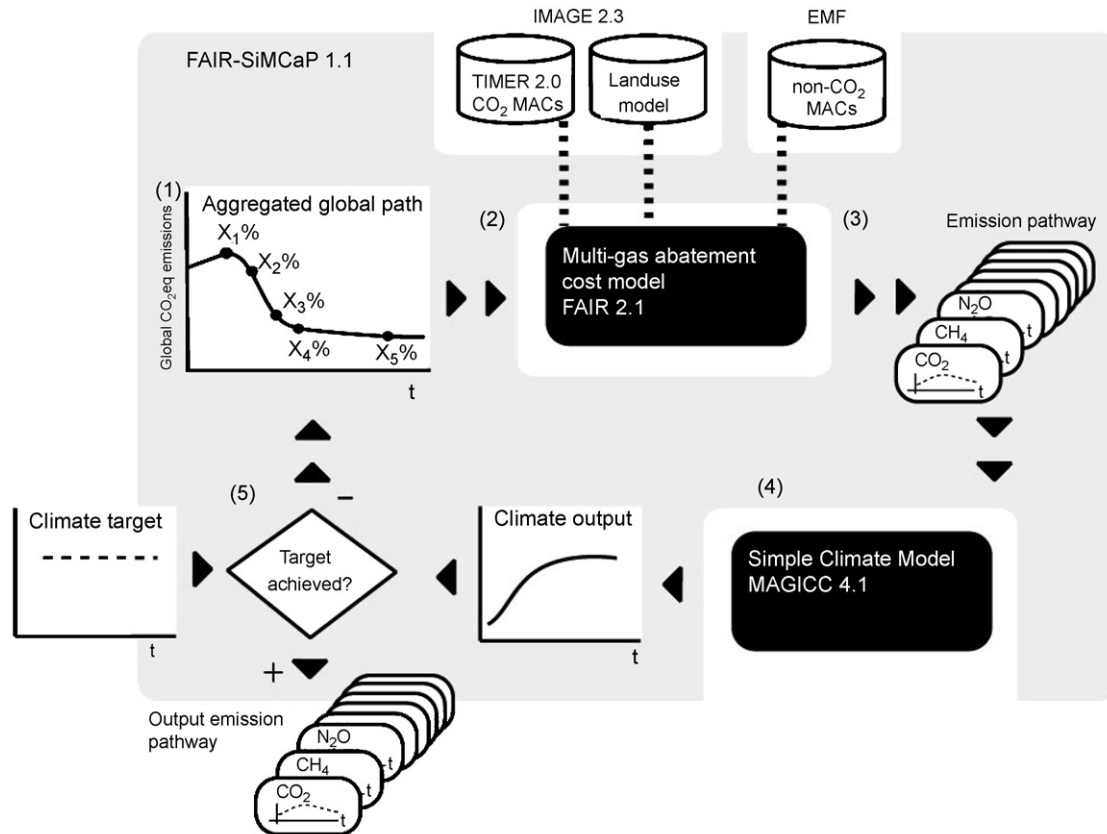 IMAGE 2.3
EMF
FAIR-SiMCaP 1.1
TIMER 2.0
CO₂ MACs
Landuse
model
non-CO₂
MACs
(1)
Global CO₂eq emissions
Aggregated global path
X₁%
X₂%
X₃%
X₄%
X₅%
t
(2)
Multi-gas abatement
cost model
FAIR 2.1
(3)
Emission pathway
N₂O
t
CH₄
t
CO₂
t
(4)
Simple Climate Model
MAGICC 4.1
Climate output
t
(5)
−
Target
achieved?
+
Climate target
t
Output emission
pathway
N₂O
t
CH₄
t
CO₂
t